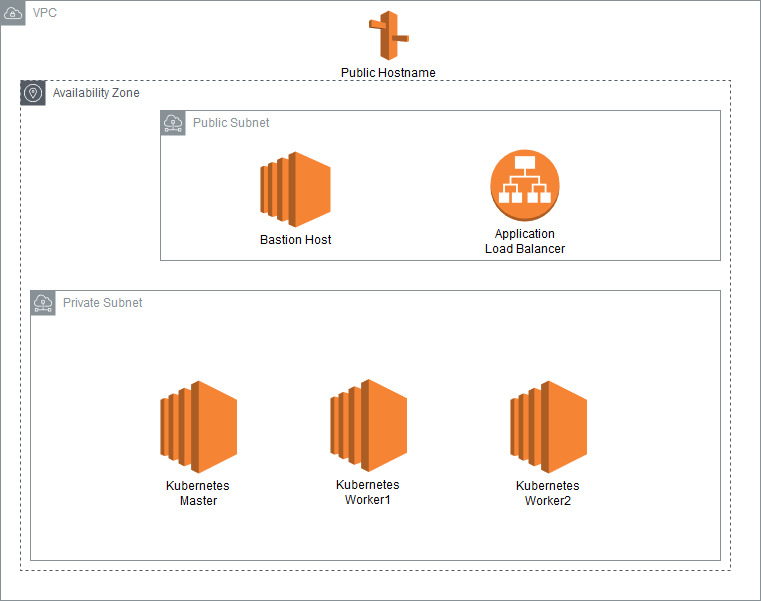 VPC
Public Hostname
Availability Zone
Public Subnet
Bastion Host
Application
Load Balancer
Private Subnet
Kubernetes
Master
Kubernetes
Worker1
Kubernetes
Worker2